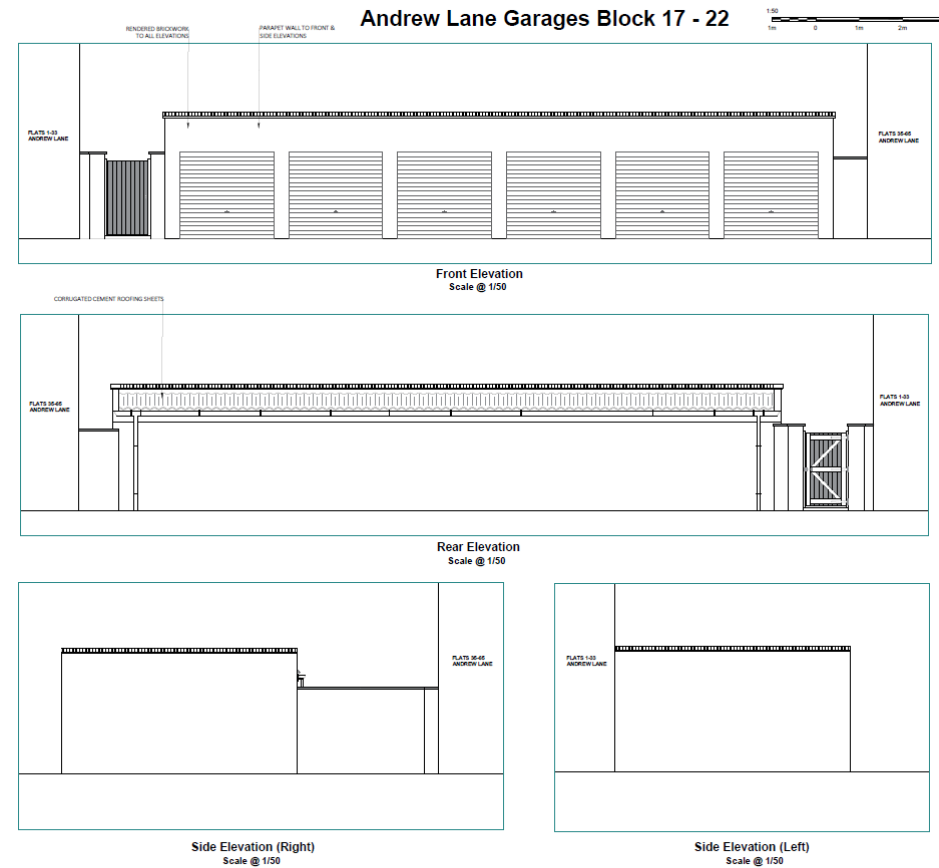 Andrew Lane Garages Block 17 - 22
1:50
1m 0 1m 2m
RENDERED BRICKWORK
TO ALL ELEVATIONS
PARAPET WALL TO FRONT &
SIDE ELEVATIONS
FLATS 1-33
ANDREW LANE
FLATS 35-65
ANDREW LANE
Front Elevation
Scale @ 1/50
CORRUGATED CEMENT ROOFING SHEETS
FLATS 35-65
ANDREW LANE
FLATS 1-33
ANDREW LANE
Rear Elevation
Scale @ 1/50
FLATS 35-65
ANDREW LANE
FLATS 1-33
ANDREW LANE
Side Elevation (Right)
Scale @ 1/50
Side Elevation (Left)
Scale @ 1/50